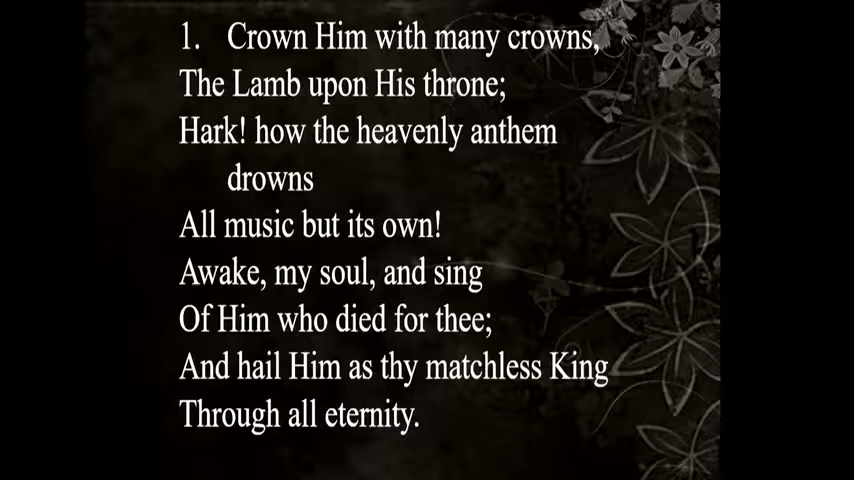 1. Crown Him with many crowns,
The Lamb upon His throne;
Hark! how the heavenly anthem
drowns
All music but its own!
Awake, my soul, and sing
Of Him who died for thee;
And hail Him as thy matchless King
Through all eternity.